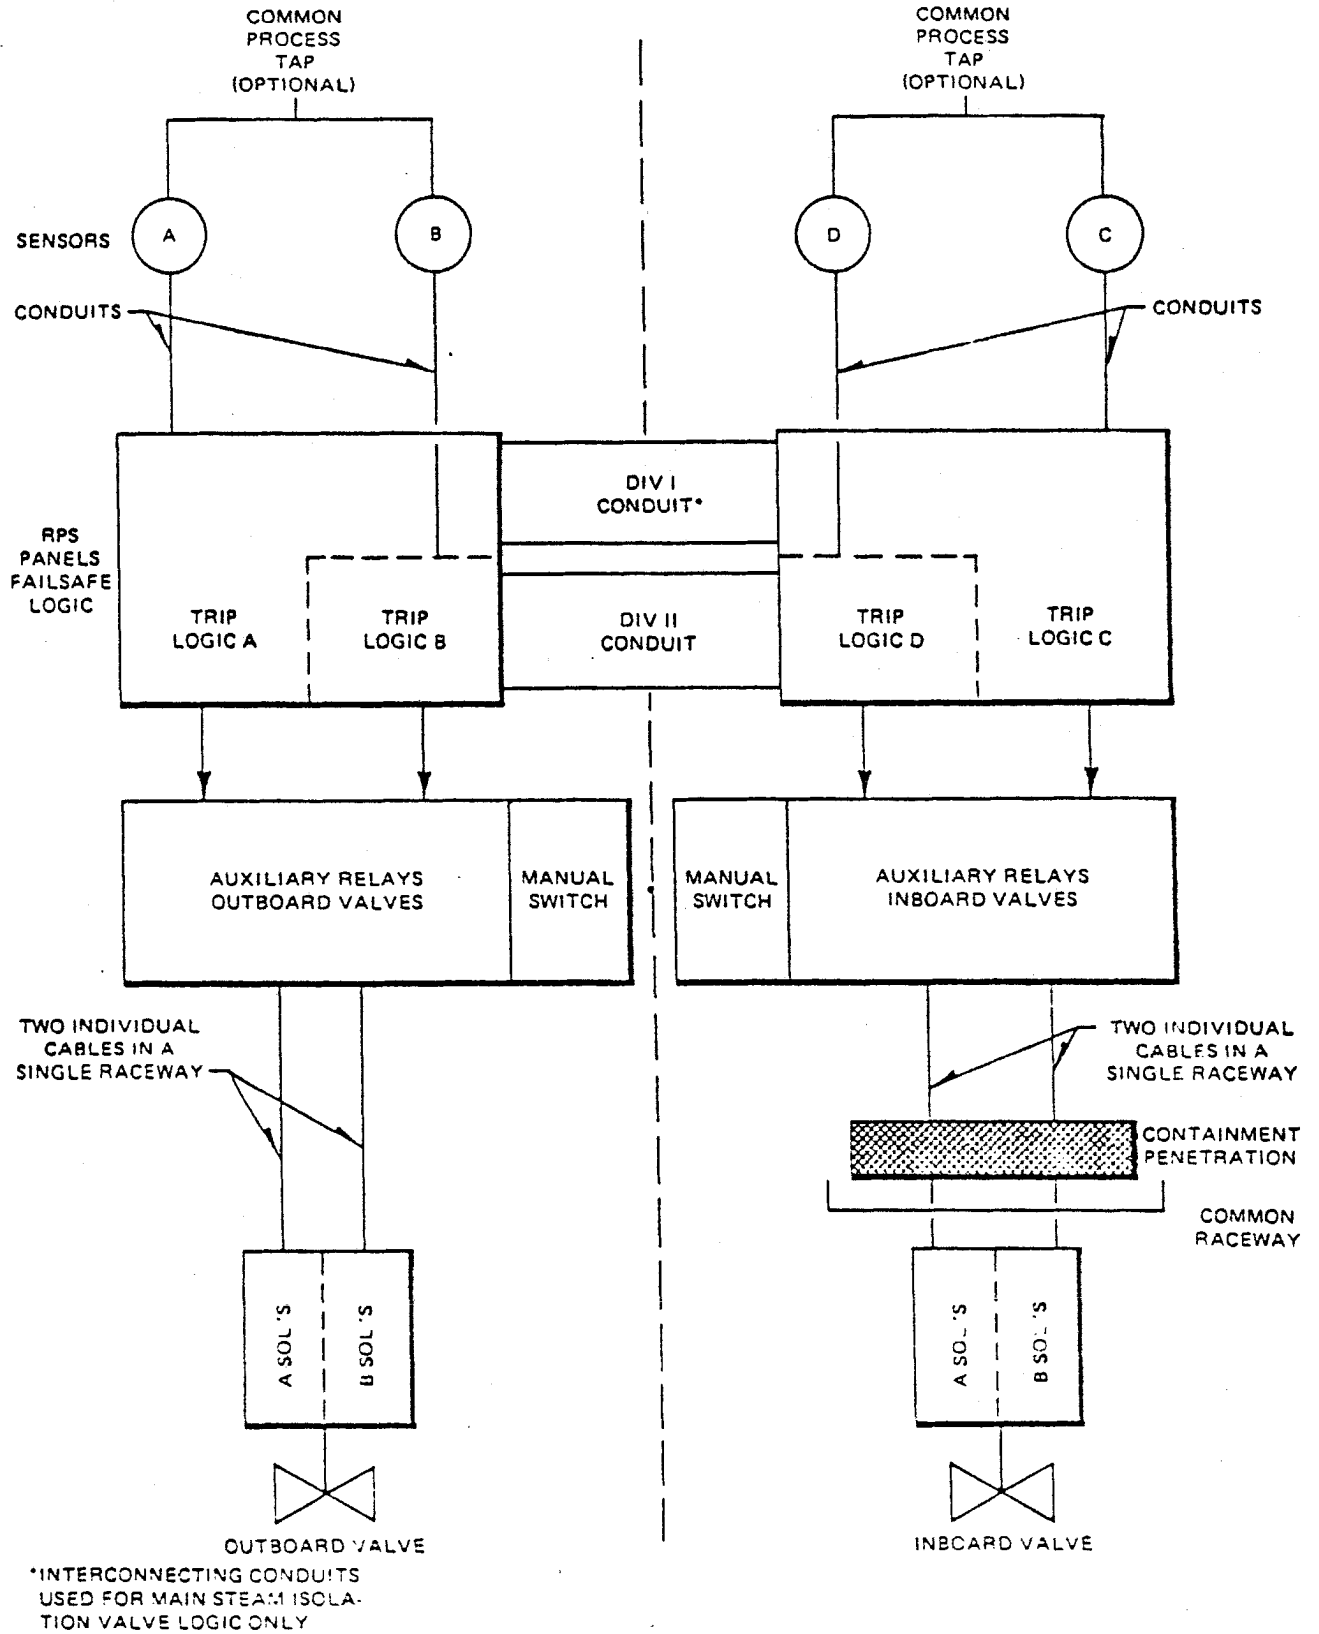 COMMON
PROCESS
TAP
(OPTIONAL)
COMMON
PROCESS
TAP
(OPTIONAL)
SENSORS
A
B
D
C
CONDUITS
CONDUITS
RPS
PANELS
FAILSAFE
LOGIC
DIV I
CONDUIT*
DIV II
CONDUIT
TRIP
LOGIC A
TRIP
LOGIC B
TRIP
LOGIC D
TRIP
LOGIC C
AUXILIARY RELAYS
OUTBOARD VALVES
MANUAL
SWITCH
MANUAL
SWITCH
AUXILIARY RELAYS
INBOARD VALVES
TWO INDIVIDUAL
CABLES IN A
SINGLE RACEWAY
TWO INDIVIDUAL
CABLES IN A
SINGLE RACEWAY
CONTAINMENT
PENETRATION
COMMON
RACEWAY
A SOL'S
B SOL'S
A SOL'S
B SOL'S
OUTBOARD VALVE
INBOARD VALVE
*INTERCONNECTING CONDUITS
USED FOR MAIN STEAM ISOLA-
TION VALVE LOGIC ONLY